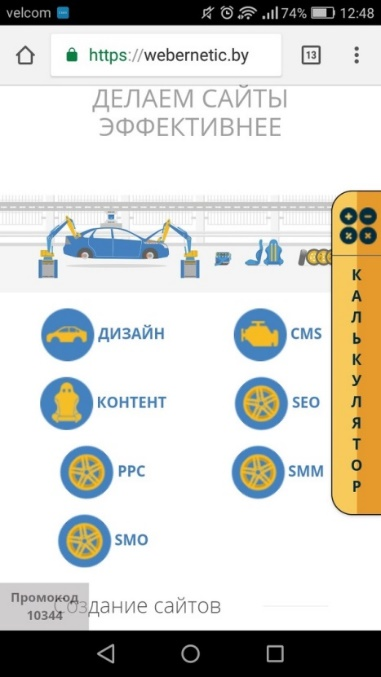 velcom 74% 12:48
https://webernetic.by 13
ДЕЛАЕМ САЙТЫ
ЭФФЕКТИВНЕЕ
ДИЗАЙН CMS
КОНТЕНТ SEO
PPC SMM
SMO
КАЛЬКУЛЯТОР
Промокод
10344
Создание сайтов